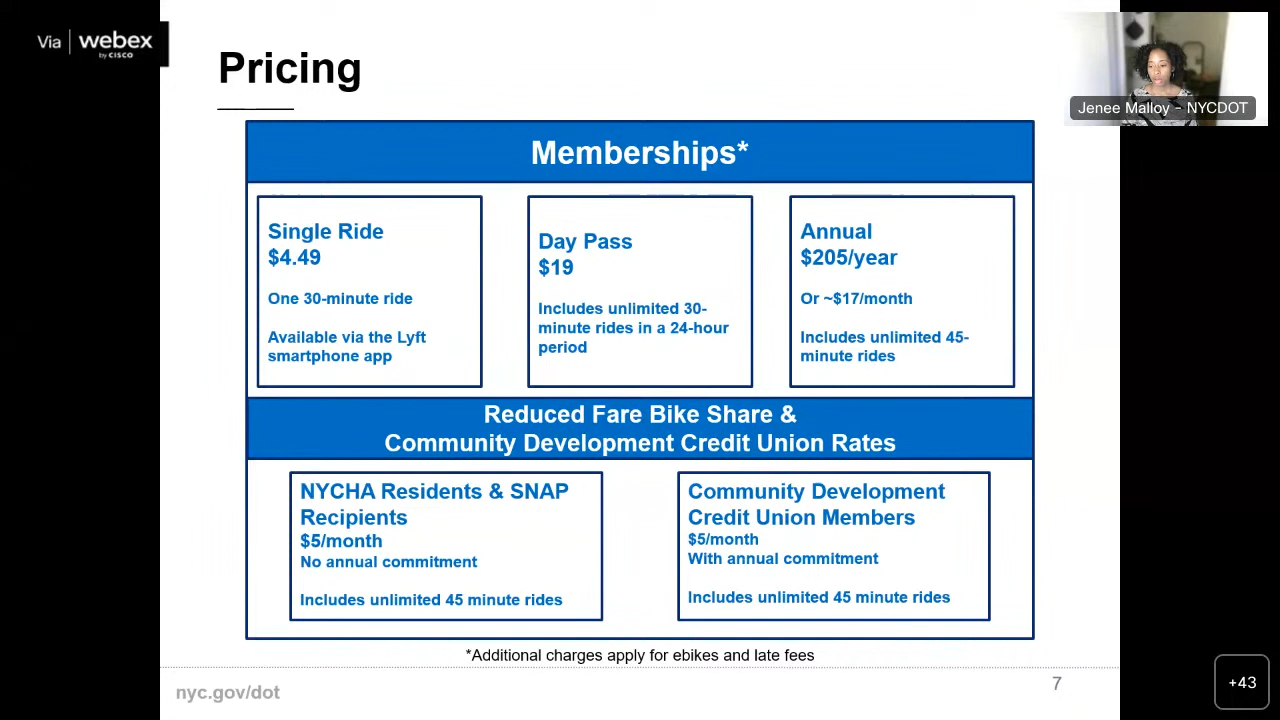 Via | webex
by CISCO
Pricing
Jenee Malloy - NYCDOT
Memberships*
Single Ride
$4.49
One 30-minute ride
Available via the Lyft
smartphone app
Day Pass
$19
Includes unlimited 30-
minute rides in a 24-hour
period
Annual
$205/year
Or ~$17/month
Includes unlimited 45-
minute rides
Reduced Fare Bike Share &
Community Development Credit Union Rates
NYCHA Residents & SNAP
Recipients
$5/month
No annual commitment
Includes unlimited 45 minute rides
Community Development
Credit Union Members
$5/month
With annual commitment
Includes unlimited 45 minute rides
*Additional charges apply for ebikes and late fees
nyc.gov/dot
7
+43